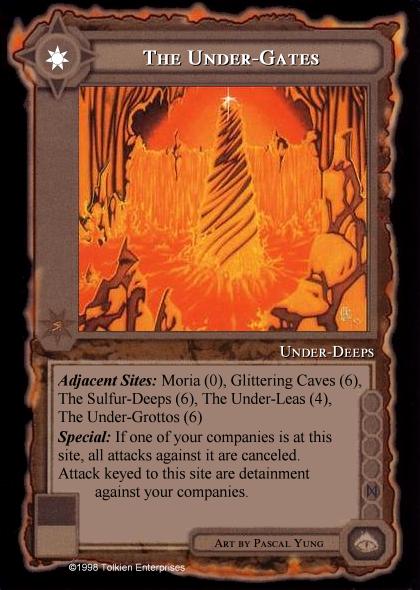 The Under-Gates
Under-Deeps
Adjacent Sites: Moria (0), Glittering Caves (6),
The Sulfur-Deeps (6), The Under-Leas (4),
The Under-Grottos (6)
Special: If one of your companies is at this
site, all attacks against it are canceled.
Attack keyed to this site are detainment
against your companies.
Art by Pascal Yung
©1998 Tolkien Enterprises